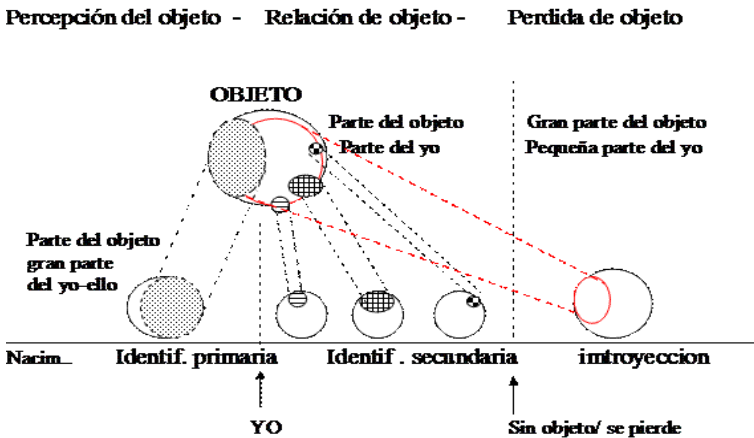 Percepción del objeto - Relación de objeto - Perdida de objeto
OBJETO
Parte del objeto
Parte del yo
Gran parte del objeto
Pequeña parte del yo
Parte del objeto
gran parte
del yo-ello
Nacim... Identif. primaria Identif . secundaria imtroyeccion
YO
Sin objeto/ se pierde